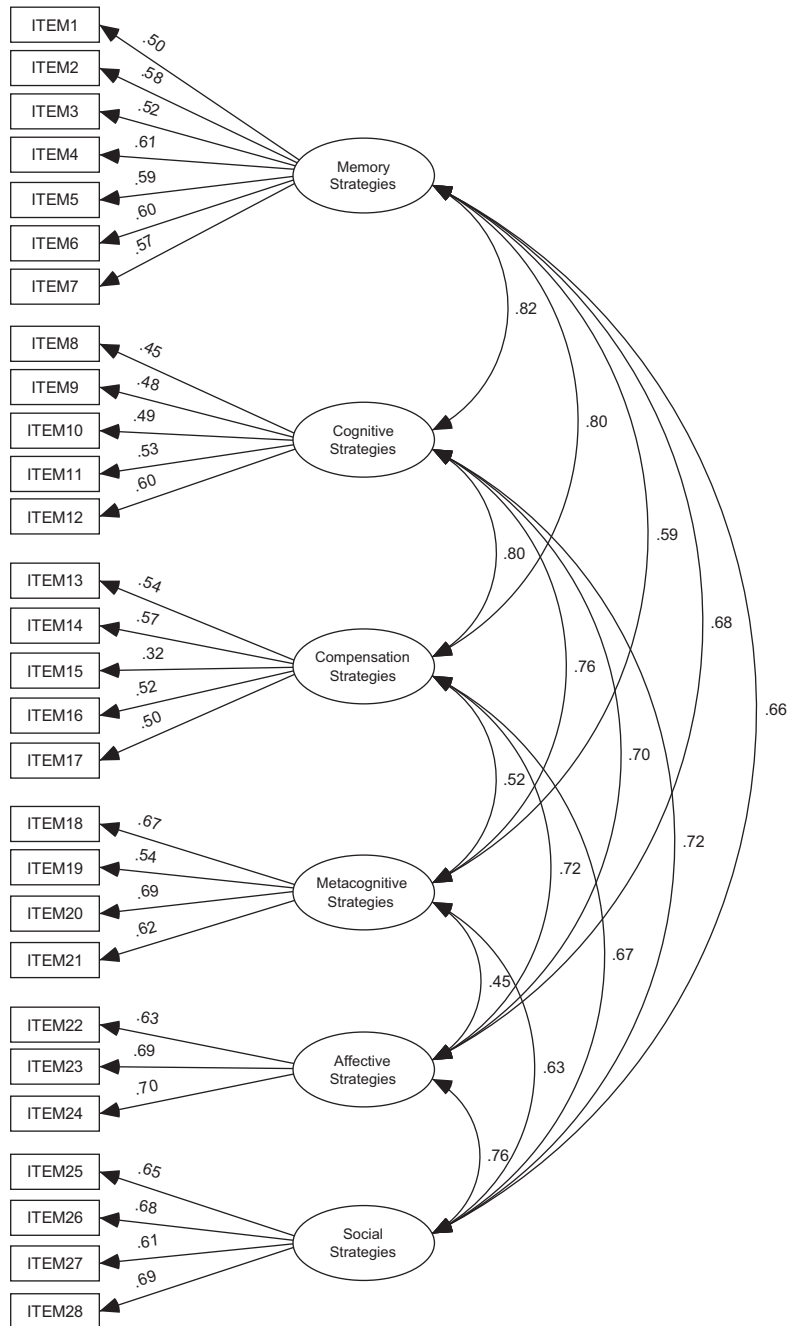 ITEM1
.50
ITEM2
.58
ITEM3
.52
ITEM4
.61
ITEM5
.59
ITEM6
.60
ITEM7
.57
Memory
Strategies
.82
ITEM8
.45
ITEM9
.48
ITEM10
.49
ITEM11
.53
ITEM12
.60
Cognitive
Strategies
.80
.80
.59
ITEM13
.54
ITEM14
.57
ITEM15
.32
ITEM16
.52
ITEM17
.50
Compensation
Strategies
.68
.76
.66
.70
.52
ITEM18
.67
ITEM19
.54
ITEM20
.69
ITEM21
.62
Metacognitive
Strategies
.72
.72
.67
.45
ITEM22
.63
ITEM23
.69
ITEM24
.70
Affective
Strategies
.63
.76
ITEM25
.65
ITEM26
.68
ITEM27
.61
ITEM28
.69
Social
Strategies